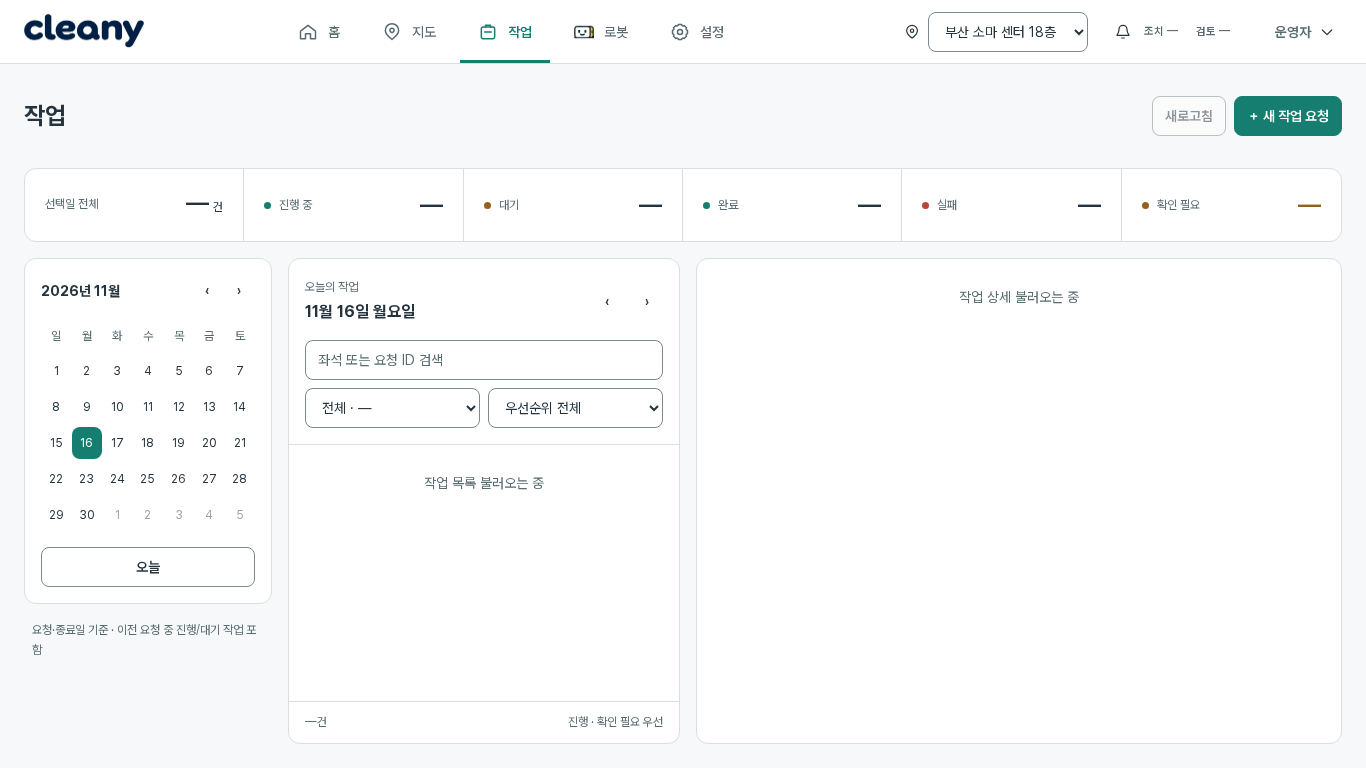 cleany
홈
지도
작업
로봇
설정
부산 소마 센터 18층
조치 —
검토 —
운영자
작업
새로고침
+ 새 작업 요청
선택일 전체
— 건
진행 중
—
대기
—
완료
—
실패
—
확인 필요
—
2026년 11월
‹ ›
일 월 화 수 목 금 토
1 2 3 4 5 6 7
8 9 10 11 12 13 14
15 16 17 18 19 20 21
22 23 24 25 26 27 28
29 30 1 2 3 4 5
오늘
요청·종료일 기준 · 이전 요청 중 진행/대기 작업 포
함
오늘의 작업
11월 16일 월요일
‹ ›
좌석 또는 요청 ID 검색
전체 · —
우선순위 전체
작업 목록 불러오는 중
—건
진행 · 확인 필요 우선
작업 상세 불러오는 중